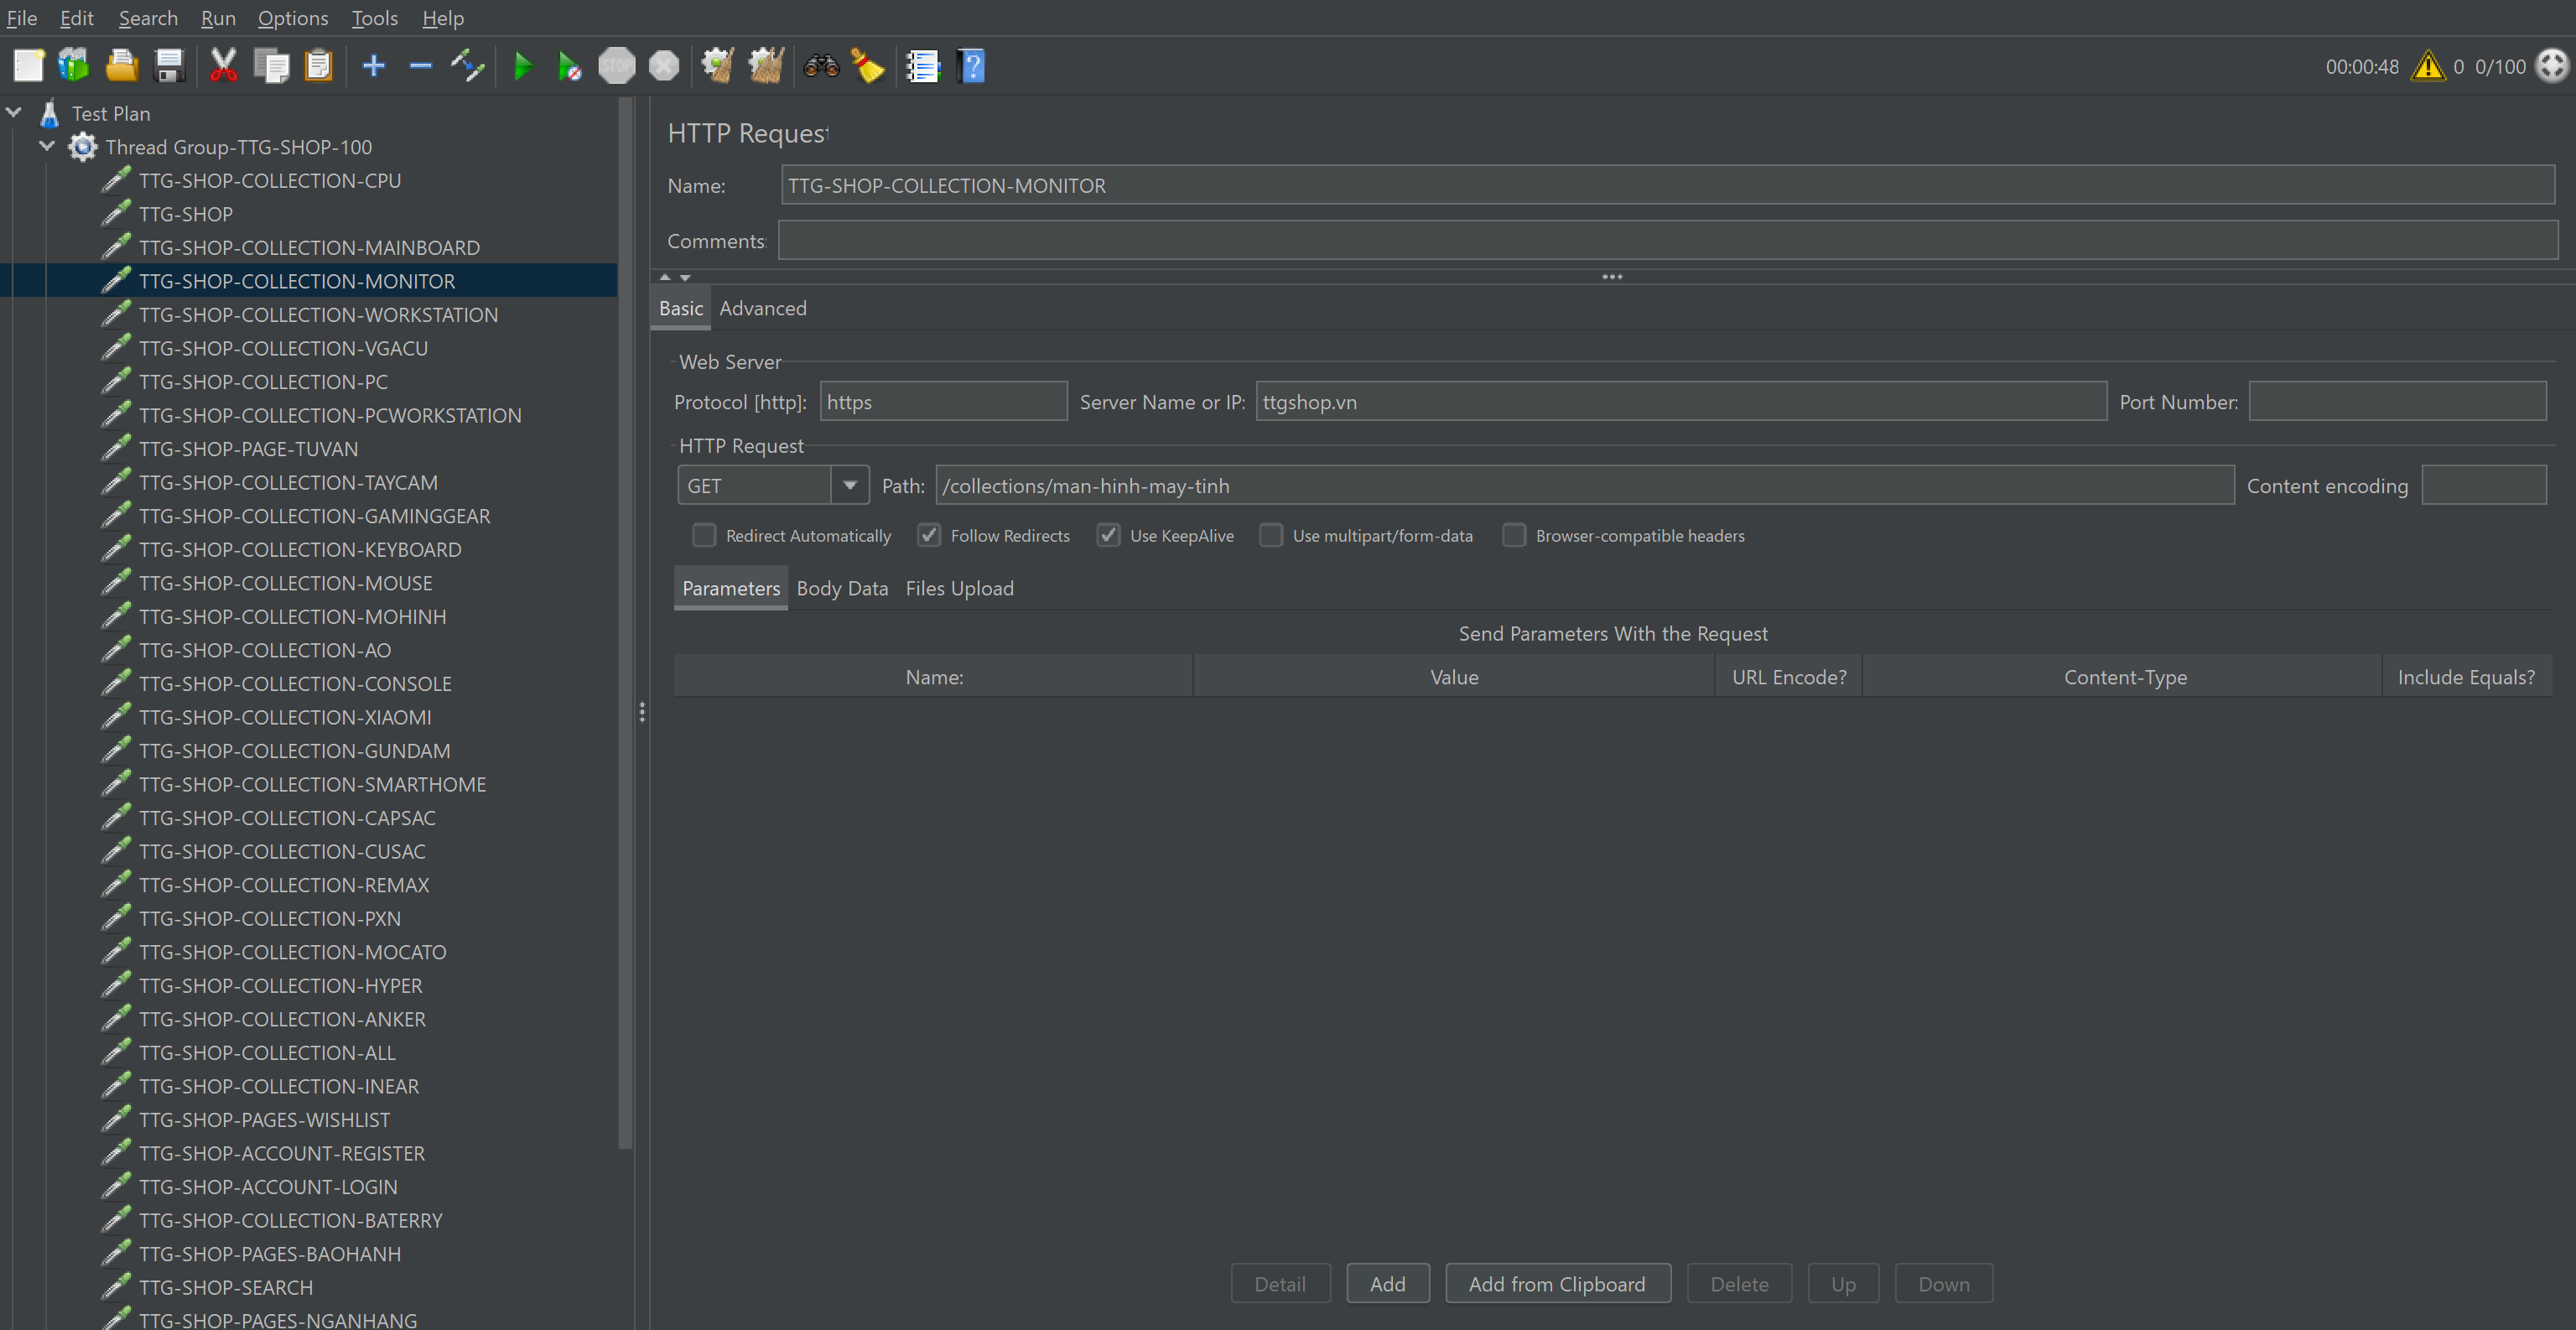 File Edit Search Run Options Tools Help
STOP
00:00:48 0 0/100
Test Plan
Thread Group-TTG-SHOP-100
TTG-SHOP-COLLECTION-CPU
TTG-SHOP
TTG-SHOP-COLLECTION-MAINBOARD
TTG-SHOP-COLLECTION-MONITOR
TTG-SHOP-COLLECTION-WORKSTATION
TTG-SHOP-COLLECTION-VGACU
TTG-SHOP-COLLECTION-PC
TTG-SHOP-COLLECTION-PCWORKSTATION
TTG-SHOP-PAGE-TUVAN
TTG-SHOP-COLLECTION-TAYCAM
TTG-SHOP-COLLECTION-GAMINGGEAR
TTG-SHOP-COLLECTION-KEYBOARD
TTG-SHOP-COLLECTION-MOUSE
TTG-SHOP-COLLECTION-MOHINH
TTG-SHOP-COLLECTION-AO
TTG-SHOP-COLLECTION-CONSOLE
TTG-SHOP-COLLECTION-XIAOMI
TTG-SHOP-COLLECTION-GUNDAM
TTG-SHOP-COLLECTION-SMARTHOME
TTG-SHOP-COLLECTION-CAPSAC
TTG-SHOP-COLLECTION-CUSAC
TTG-SHOP-COLLECTION-REMAX
TTG-SHOP-COLLECTION-PXN
TTG-SHOP-COLLECTION-MOCATO
TTG-SHOP-COLLECTION-HYPER
TTG-SHOP-COLLECTION-ANKER
TTG-SHOP-COLLECTION-ALL
TTG-SHOP-COLLECTION-INEAR
TTG-SHOP-PAGES-WISHLIST
TTG-SHOP-ACCOUNT-REGISTER
TTG-SHOP-ACCOUNT-LOGIN
TTG-SHOP-COLLECTION-BATERRY
TTG-SHOP-PAGES-BAOHANH
TTG-SHOP-SEARCH
TTG-SHOP-PAGES-NGANHANG
HTTP Request
Name: TTG-SHOP-COLLECTION-MONITOR
Comments:
Basic Advanced
Web Server
Protocol [http]: https Server Name or IP: ttgshop.vn Port Number:
HTTP Request
GET Path: /collections/man-hinh-may-tinh Content encoding
Redirect Automatically Follow Redirects Use KeepAlive Use multipart/form-data Browser-compatible headers
Parameters Body Data Files Upload
Send Parameters With the Request
Name: Value URL Encode? Content-Type Include Equals?
Detail Add Add from Clipboard Delete Up Down